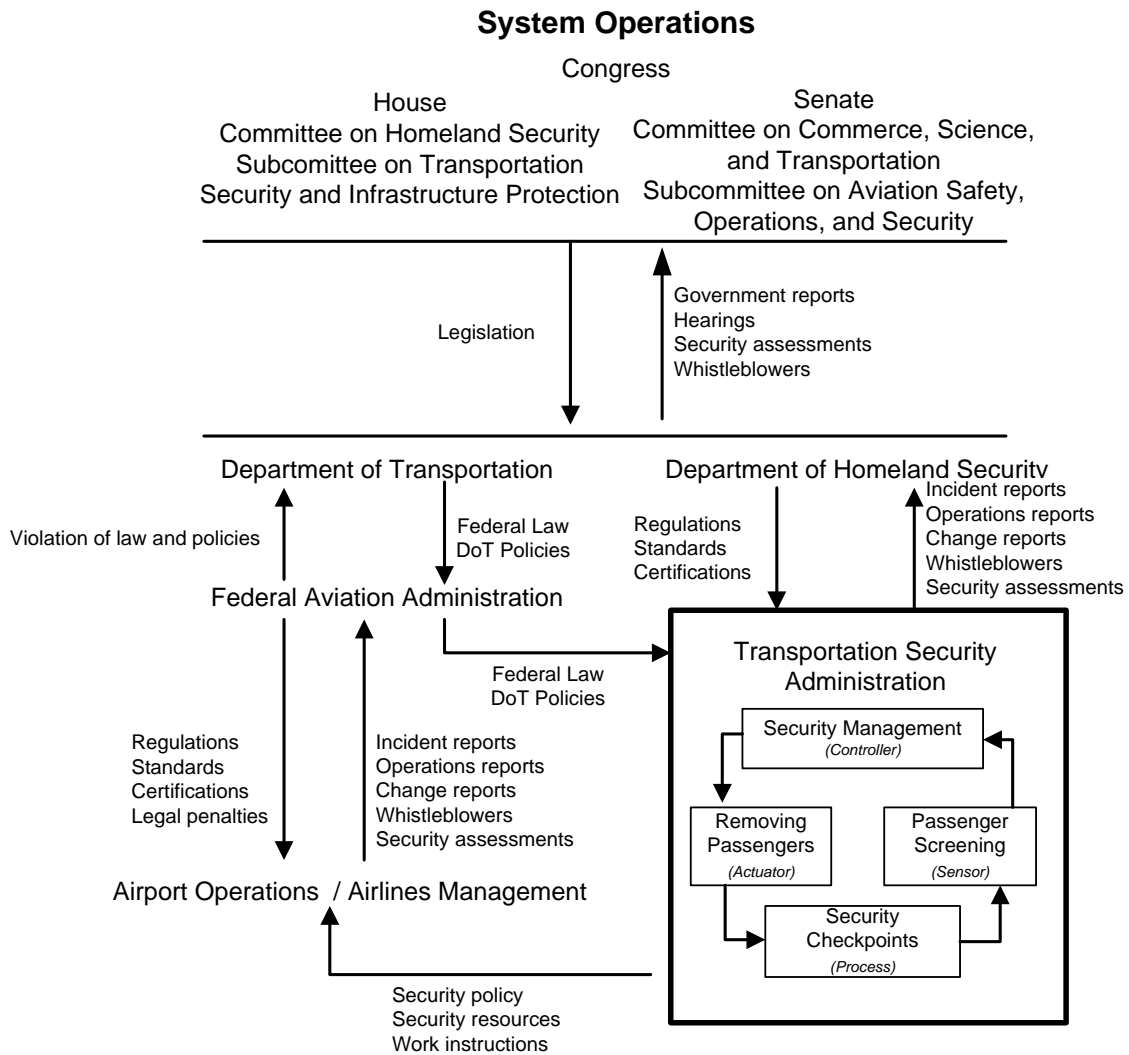 System Operations
Congress
House
Committee on Homeland Security
Subcomittee on Transportation
Security and Infrastructure Protection
Senate
Committee on Commerce, Science,
and Transportation
Subcommittee on Aviation Safety,
Operations, and Security
Legislation
Government reports
Hearings
Security assessments
Whistleblowers
Department of Transportation
Department of Homeland Security
Violation of law and policies
Federal Law
DoT Policies
Regulations
Standards
Certifications
Incident reports
Operations reports
Change reports
Whistleblowers
Security assessments
Federal Aviation Administration
Federal Law
DoT Policies
Transportation Security
Administration
Security Management
(Controller)
Removing
Passengers
(Actuator)
Passenger
Screening
(Sensor)
Security
Checkpoints
(Process)
Regulations
Standards
Certifications
Legal penalties
Incident reports
Operations reports
Change reports
Whistleblowers
Security assessments
Airport Operations / Airlines Management
Security policy
Security resources
Work instructions